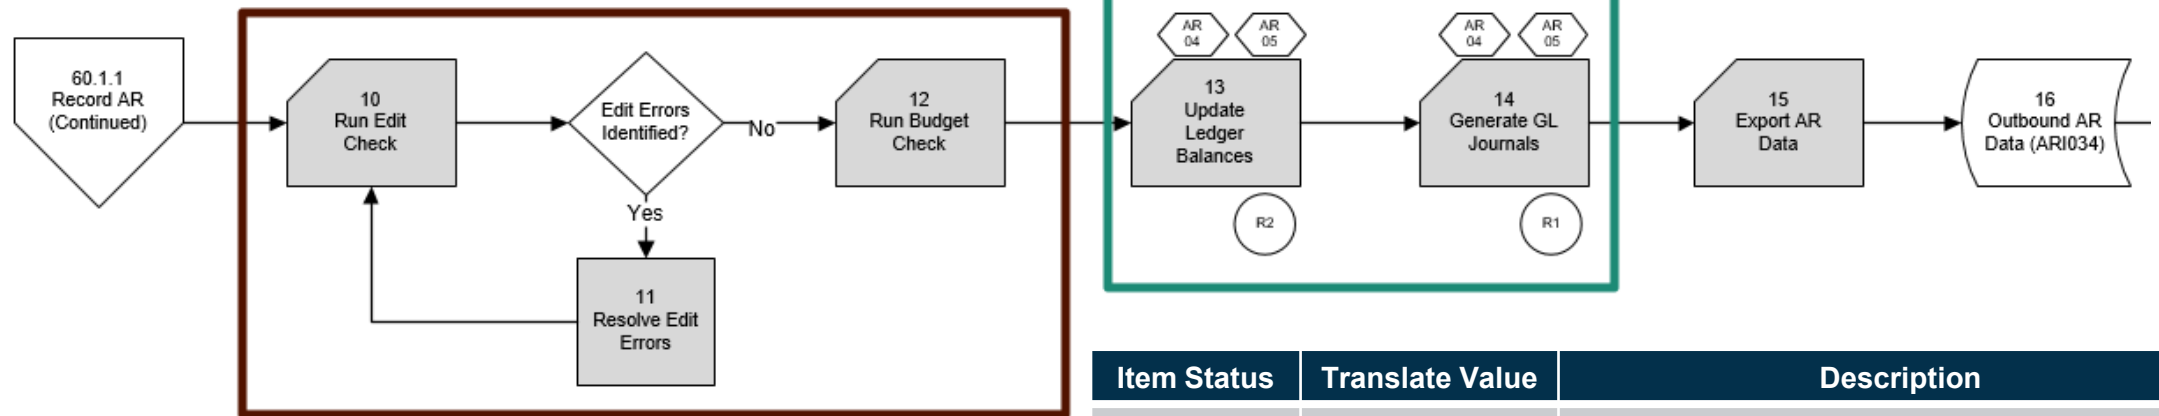 60.1.1
Record AR
(Continued)
10
Run Edit
Check
Edit Errors
Identified?
No
Yes
11
Resolve Edit
Errors
12
Run Budget
Check
AR
04
AR
05
13
Update
Ledger
Balances
R2
AR
04
AR
05
14
Generate GL
Journals
R1
15
Export AR
Data
16
Outbound AR
Data (ARI034)
Item Status
Translate Value
Description